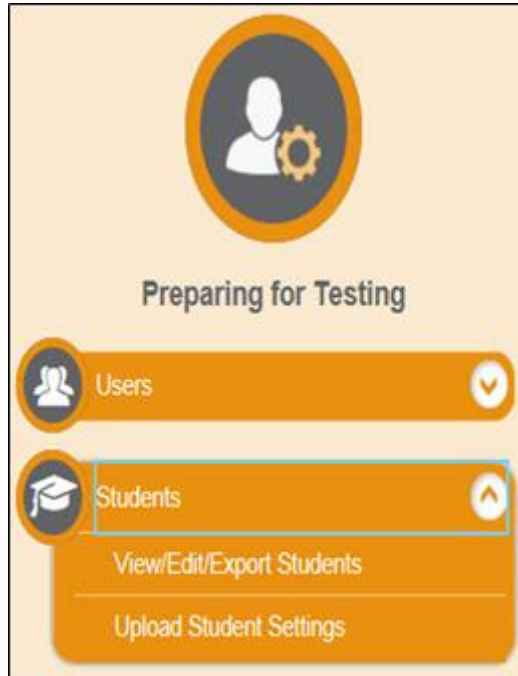 Preparing for Testing
Users
Students
View/Edit/Export Students
Upload Student Settings